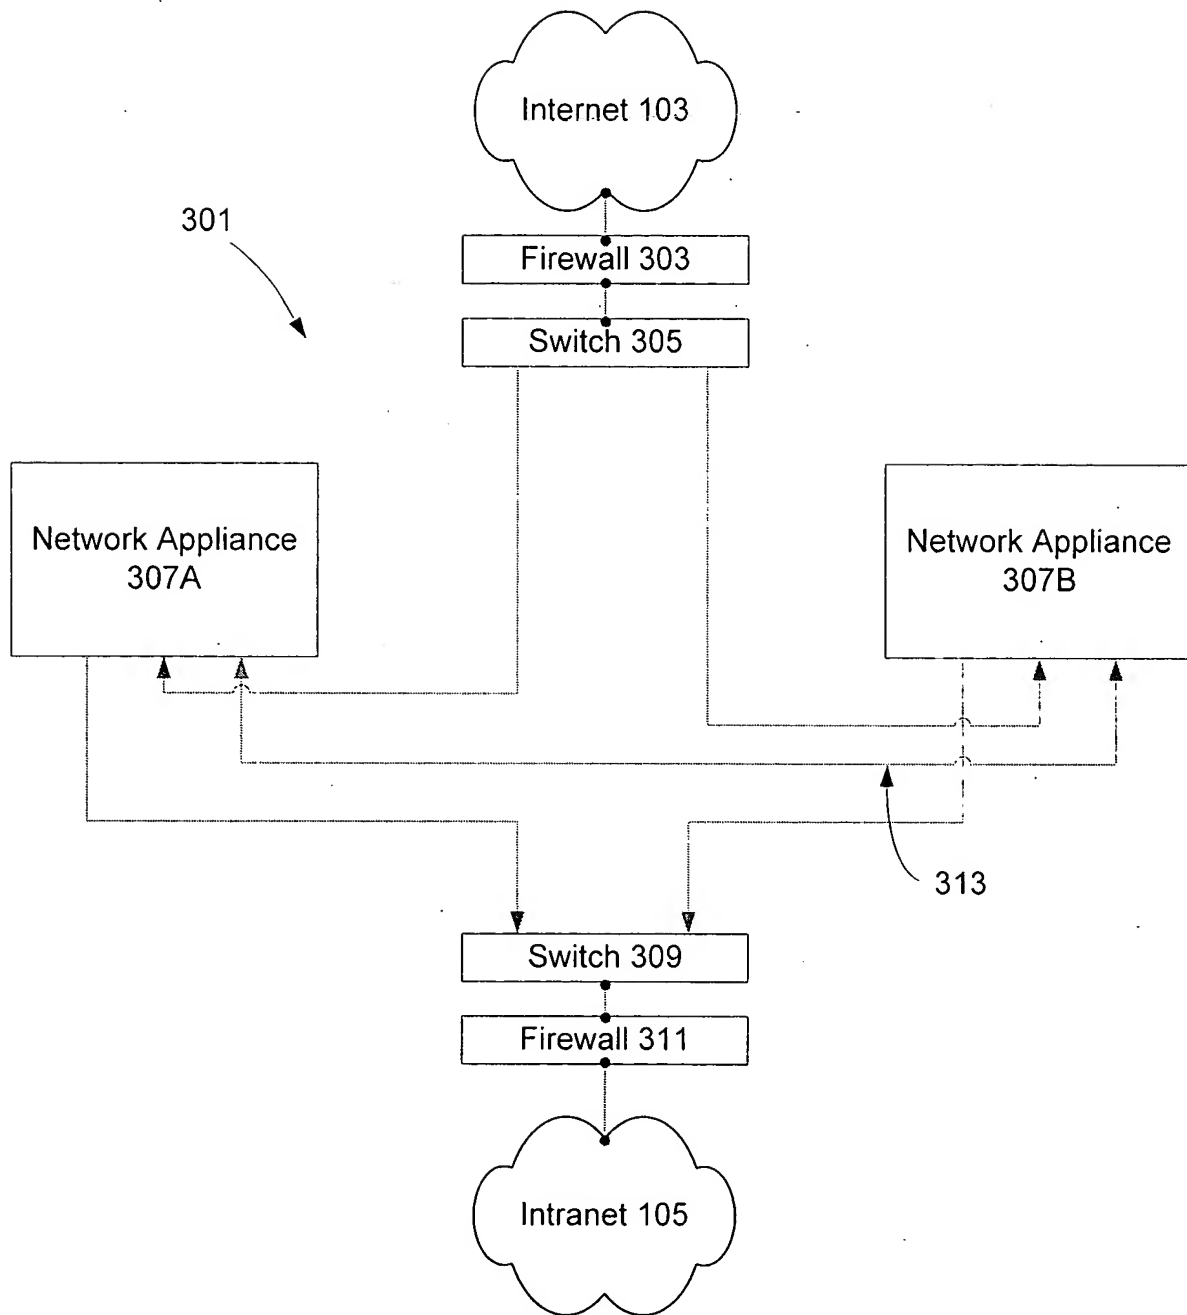 Internet 103
301
Firewall 303
Switch 305
Network Appliance
307A
Network Appliance
307B
313
Switch 309
Firewall 311
Intranet 105